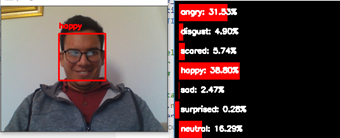 happy
angry: 31.53%
disgust: 4.90%
scared: 5.74%
happy: 38.80%
sad: 2.47%
surprised: 0.28%
neutral: 16.29%